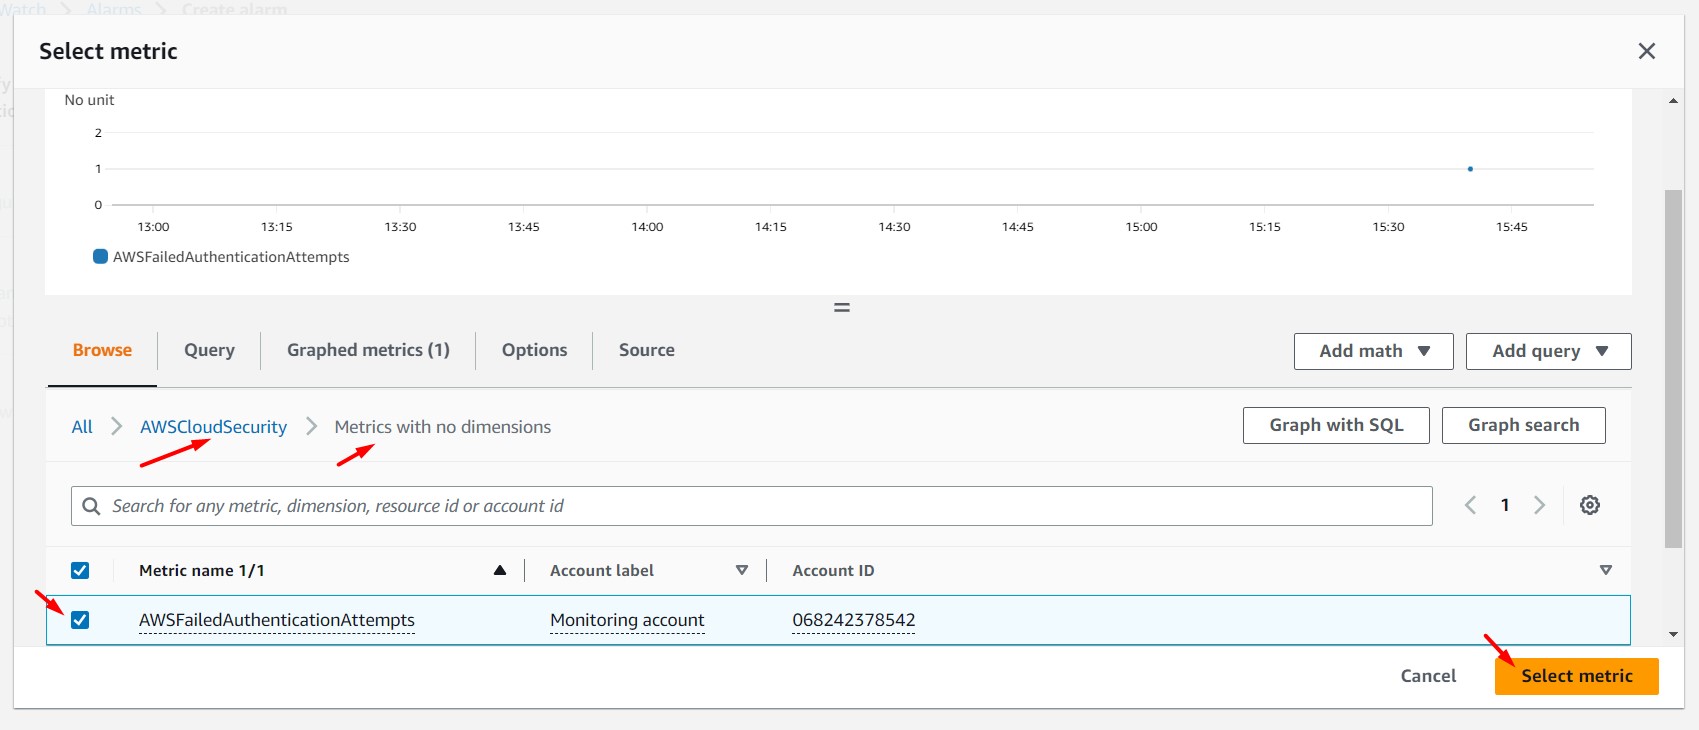 Watch > Alarms > Create alarm
Select metric
No unit
2
1
0
13:00 13:15 13:30 13:45 14:00 14:15 14:30 14:45 15:00 15:15 15:30 15:45
AWSFailedAuthenticationAttempts
Browse Query Graphed metrics (1) Options Source Add math Add query
All > AWSCloudSecurity > Metrics with no dimensions Graph with SQL Graph search
Search for any metric, dimension, resource id or account id 1
Metric name 1/1 Account label Account ID
AWSFailedAuthenticationAttempts Monitoring account 068242378542
Cancel Select metric